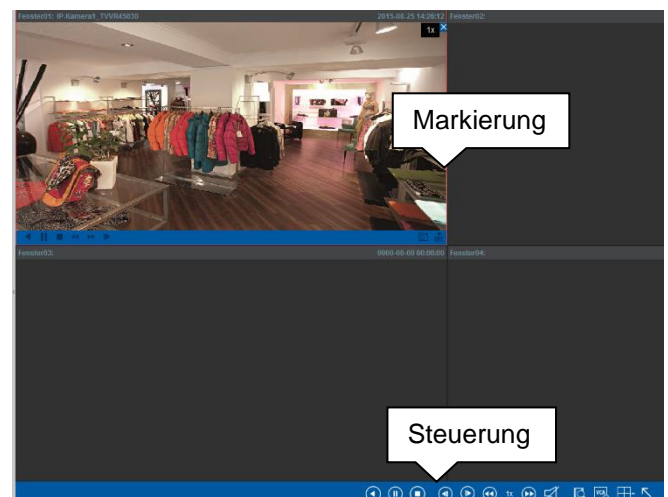 Fenster01: IP-Kamera1_TVVR45030 2015-08-25 14:26:12
Fenster02:
1x
Markierung
Fenster03: 0000-00-00 00:00:00
Fenster04:
Steuerung
1x
VCA